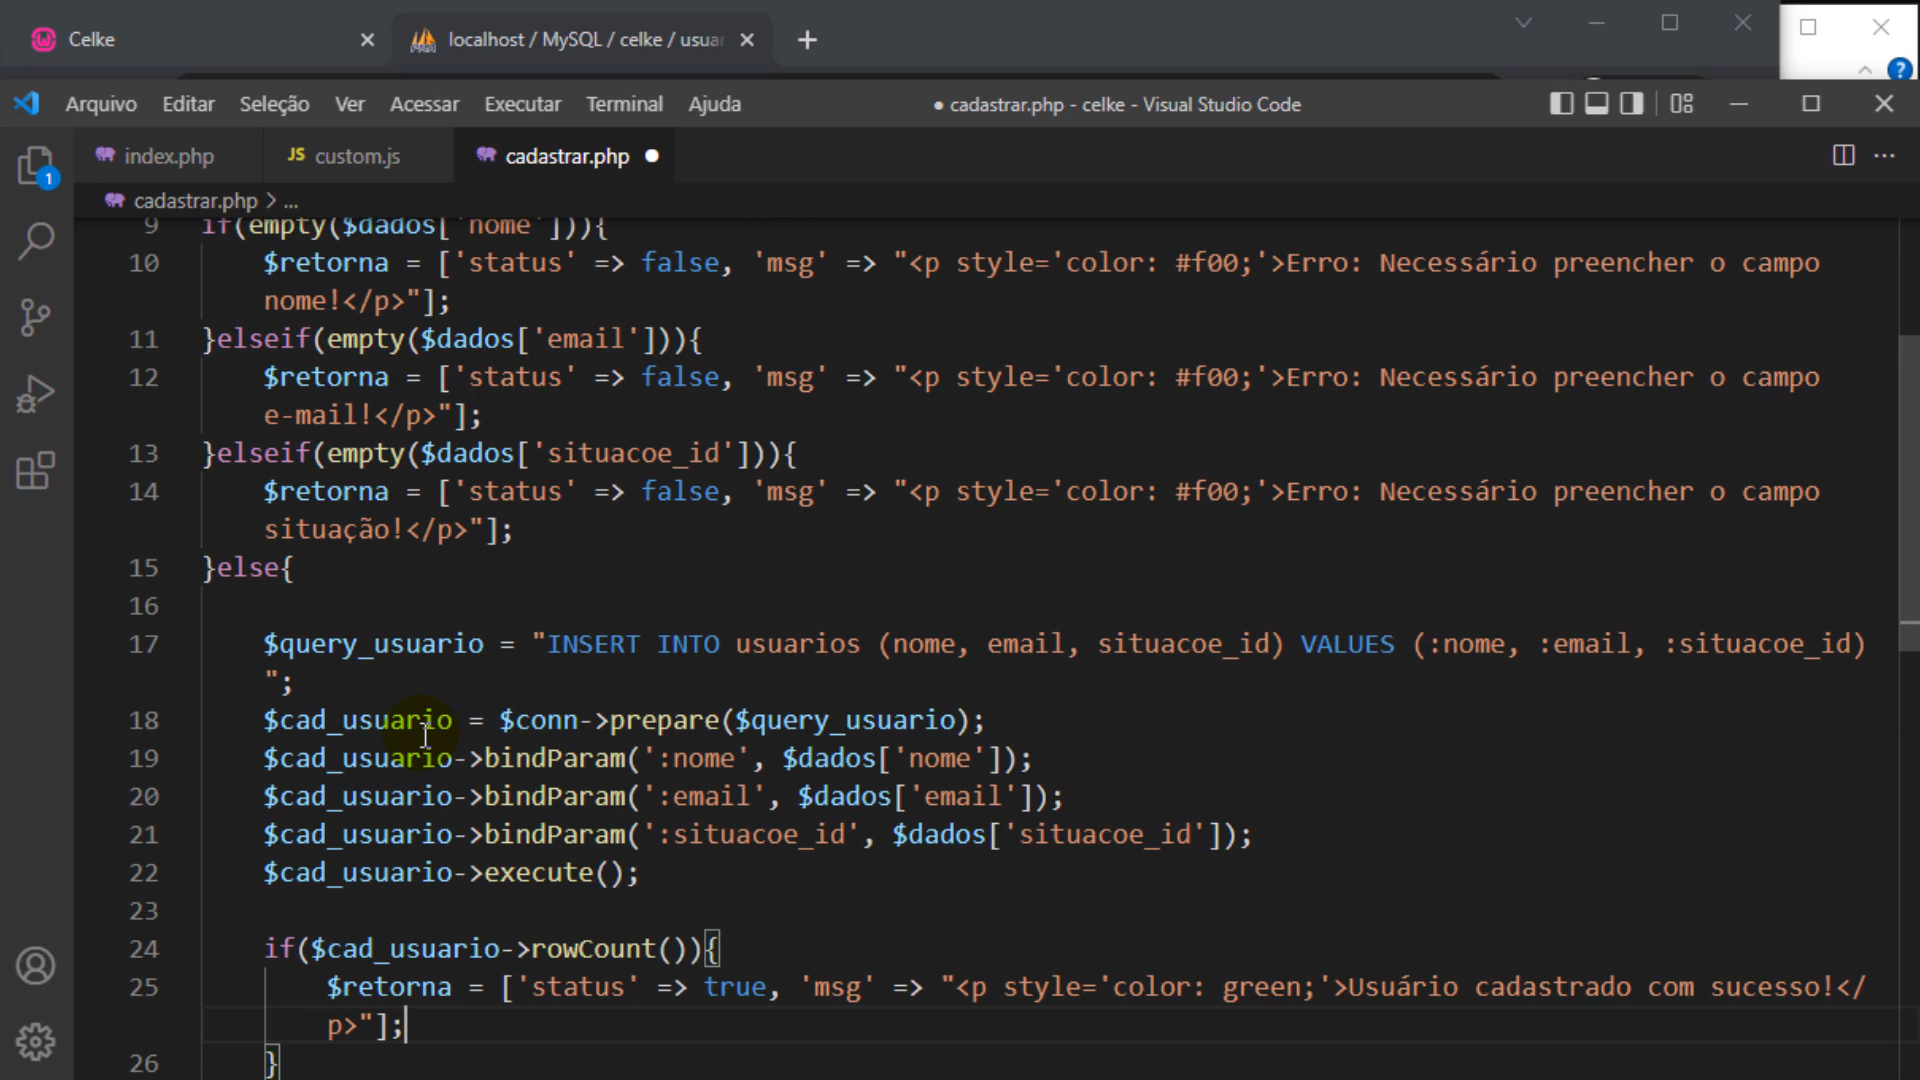 Celke
localhost / MySQL / celke / usuar
Arquivo Editar Seleção Ver Acessar Executar Terminal Ajuda
● cadastrar.php - celke - Visual Studio Code
index.php
JS custom.js
cadastrar.php
cadastrar.php > ...
1
9 if(empty($dados['nome'])){
10 $retorna = ['status' => false, 'msg' => "<p style='color: #f00;'>Erro: Necessário preencher o campo
nome!</p>"];
11 }elseif(empty($dados['email'])){
12 $retorna = ['status' => false, 'msg' => "<p style='color: #f00;'>Erro: Necessário preencher o campo
e-mail!</p>"];
13 }elseif(empty($dados['situacoe_id'])){
14 $retorna = ['status' => false, 'msg' => "<p style='color: #f00;'>Erro: Necessário preencher o campo
situação!</p>"];
15 }else{
16
17 $query_usuario = "INSERT INTO usuarios (nome, email, situacoe_id) VALUES (:nome, :email, :situacoe_id)
";
18 $cad_usuario = $conn->prepare($query_usuario);
19 $cad_usuario->bindParam(':nome', $dados['nome']);
20 $cad_usuario->bindParam(':email', $dados['email']);
21 $cad_usuario->bindParam(':situacoe_id', $dados['situacoe_id']);
22 $cad_usuario->execute();
23
24 if($cad_usuario->rowCount()){
25 $retorna = ['status' => true, 'msg' => "<p style='color: green;'>Usuário cadastrado com sucesso!</
p>"];
26 }